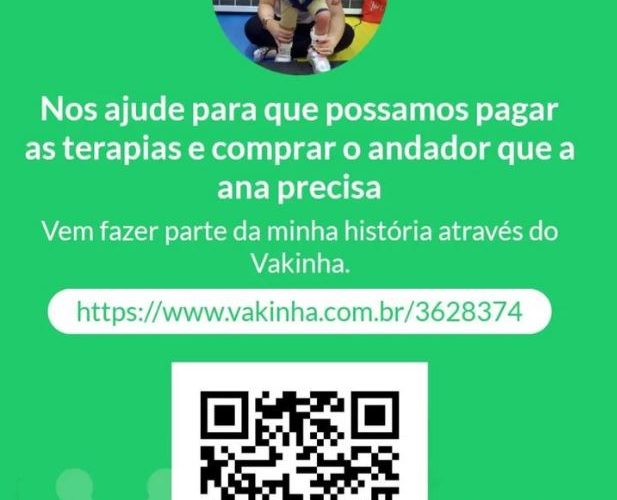 Nos ajude para que possamos pagar
as terapias e comprar o andador que a
ana precisa
Vem fazer parte da minha história através do
Vakinha.
https://www.vakinha.com.br/3628374